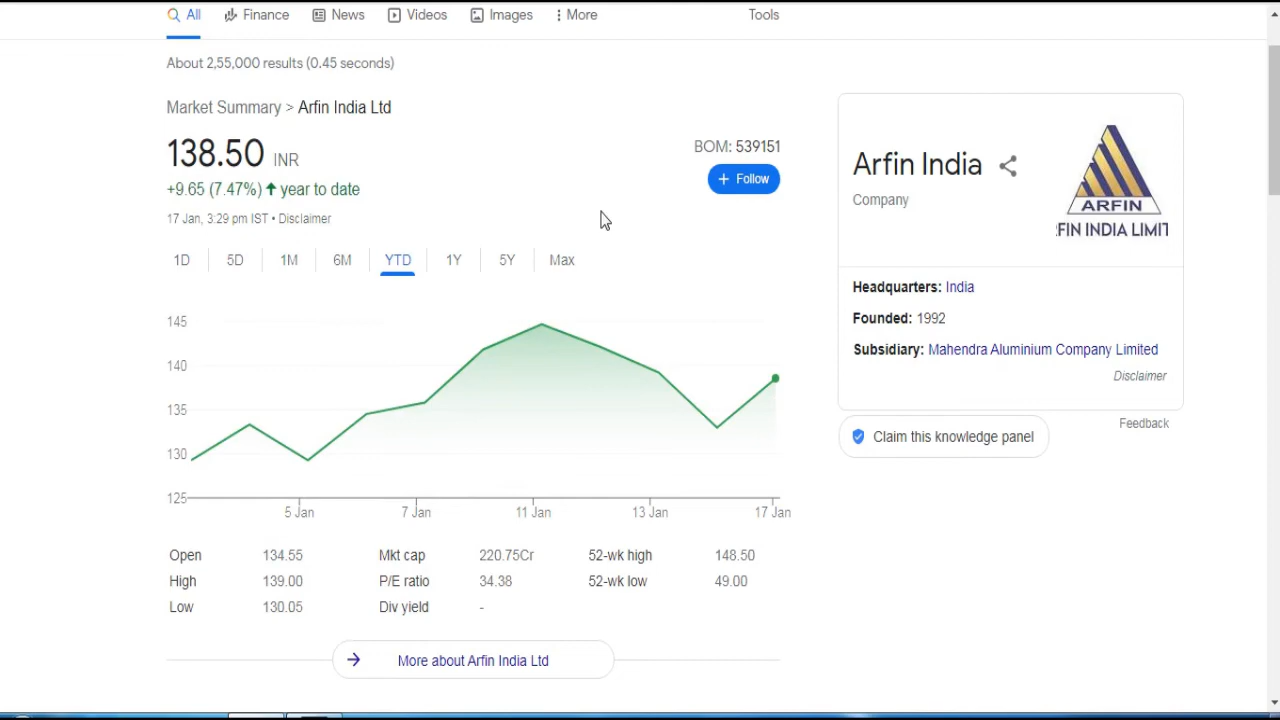 All Finance News Videos Images More Tools
About 2,55,000 results (0.45 seconds)
Market Summary > Arfin India Ltd
138.50 INR
+9.65 (7.47%) year to date
17 Jan, 3:29 pm IST • Disclaimer
BOM: 539151
+ Follow
1D 5D 1M 6M YTD 1Y 5Y Max
145
140
135
130
125
5 Jan 7 Jan 11 Jan 13 Jan 17 Jan
Open 134.55 Mkt cap 220.75Cr 52-wk high 148.50
High 139.00 P/E ratio 34.38 52-wk low 49.00
Low 130.05 Div yield -
More about Arfin India Ltd
Arfin India
Company
ARFIN
FIN INDIA LIMIT
Headquarters: India
Founded: 1992
Subsidiary: Mahendra Aluminium Company Limited
Disclaimer
Feedback
Claim this knowledge panel